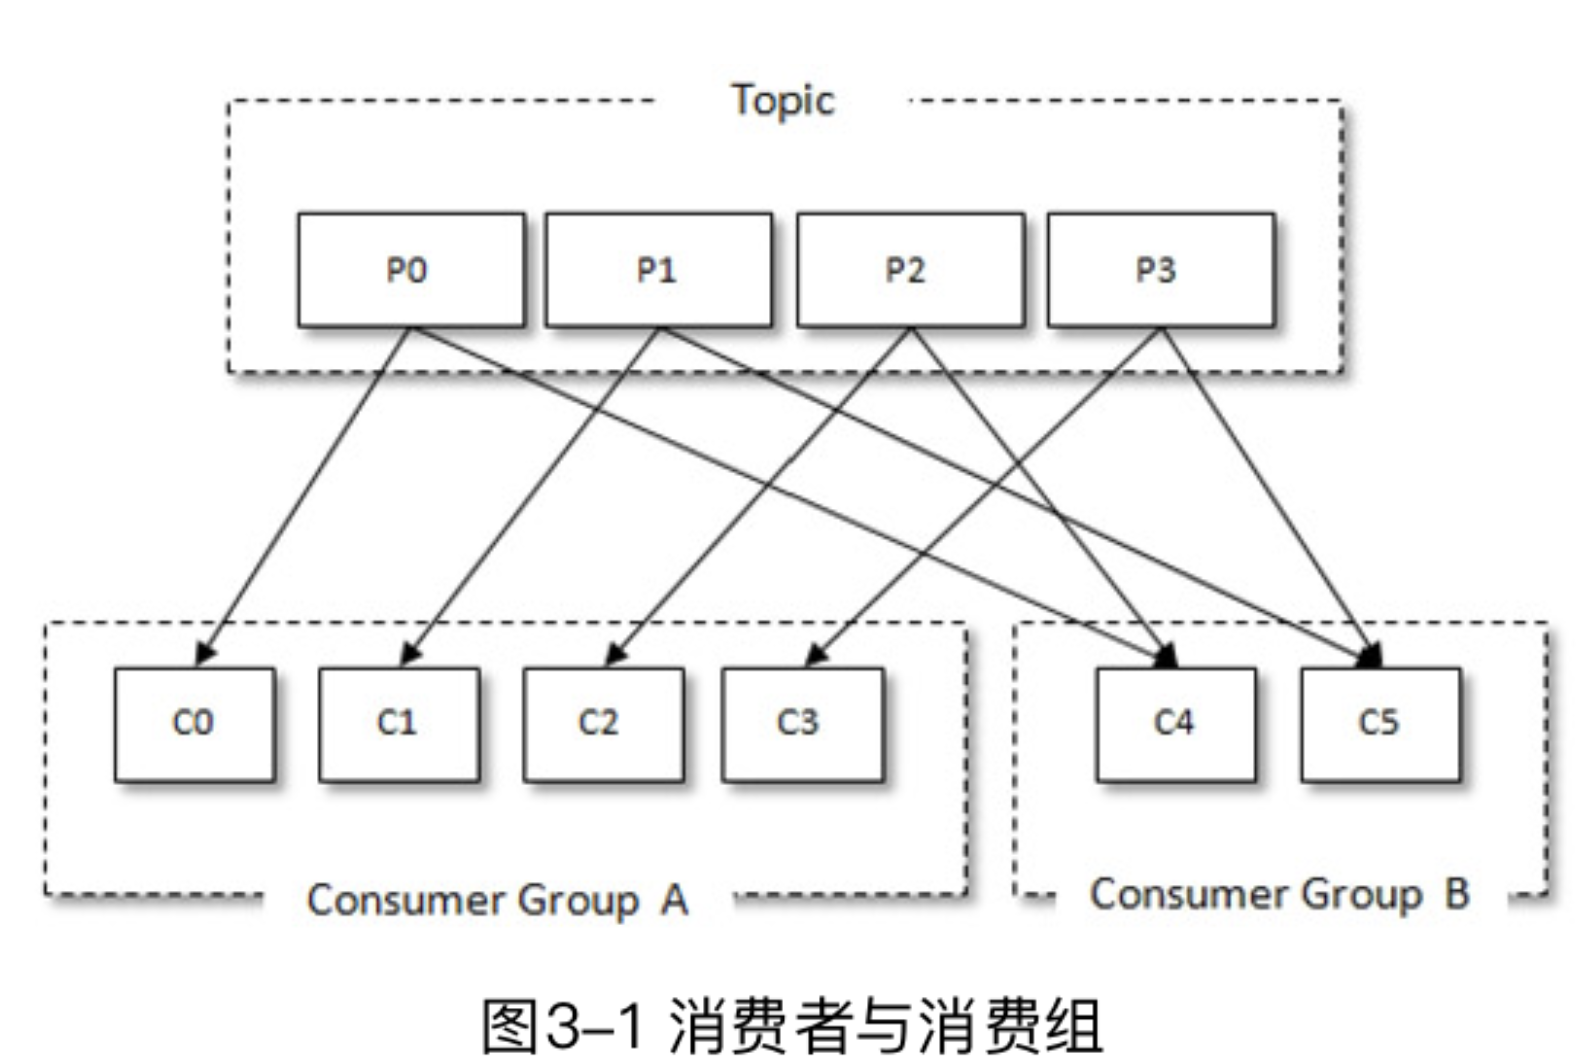 Topic
P0 P1 P2 P3
C0 C1 C2 C3 C4 C5
Consumer Group A Consumer Group B
图3-1 消费者与消费组